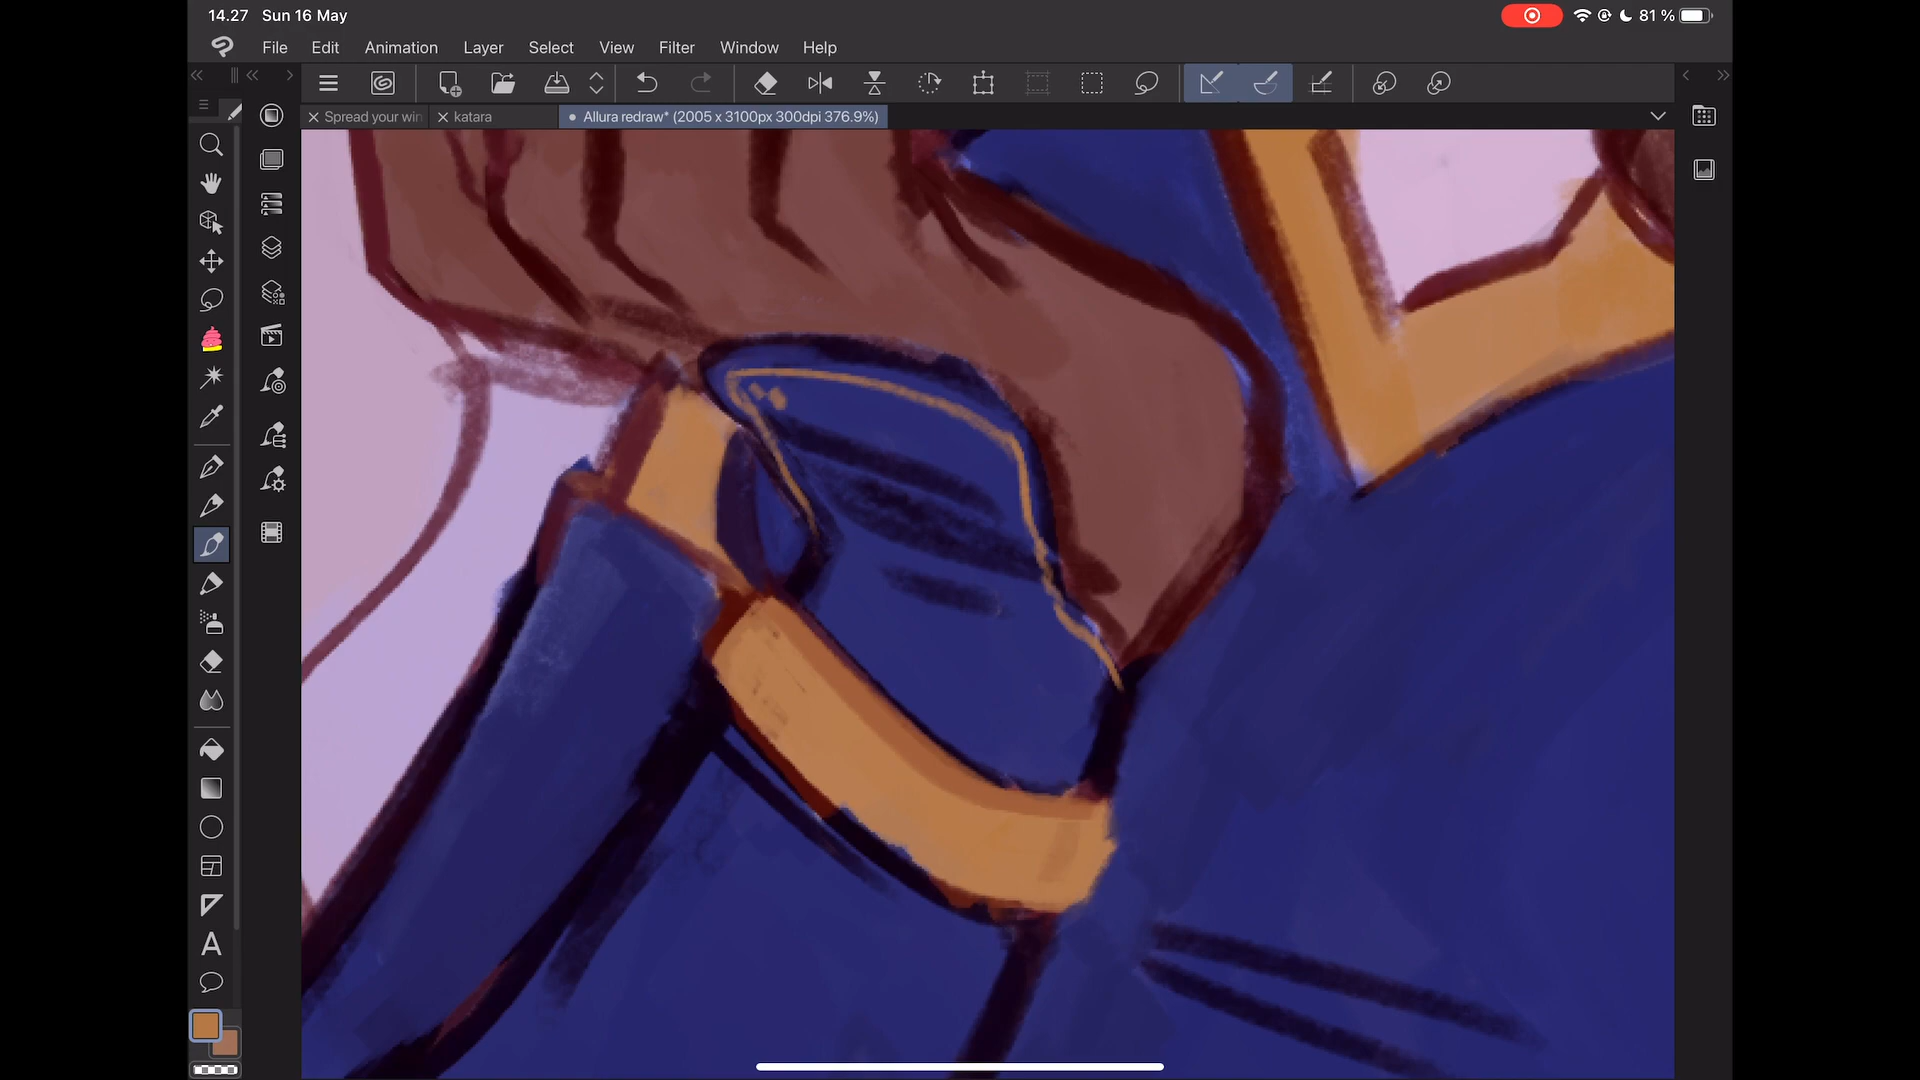 14.27 Sun 16 May
81 %
File Edit Animation Layer Select View Filter Window Help
Spread your win
katara
Allura redraw* (2005 x 3100px 300dpi 376.9%)
A